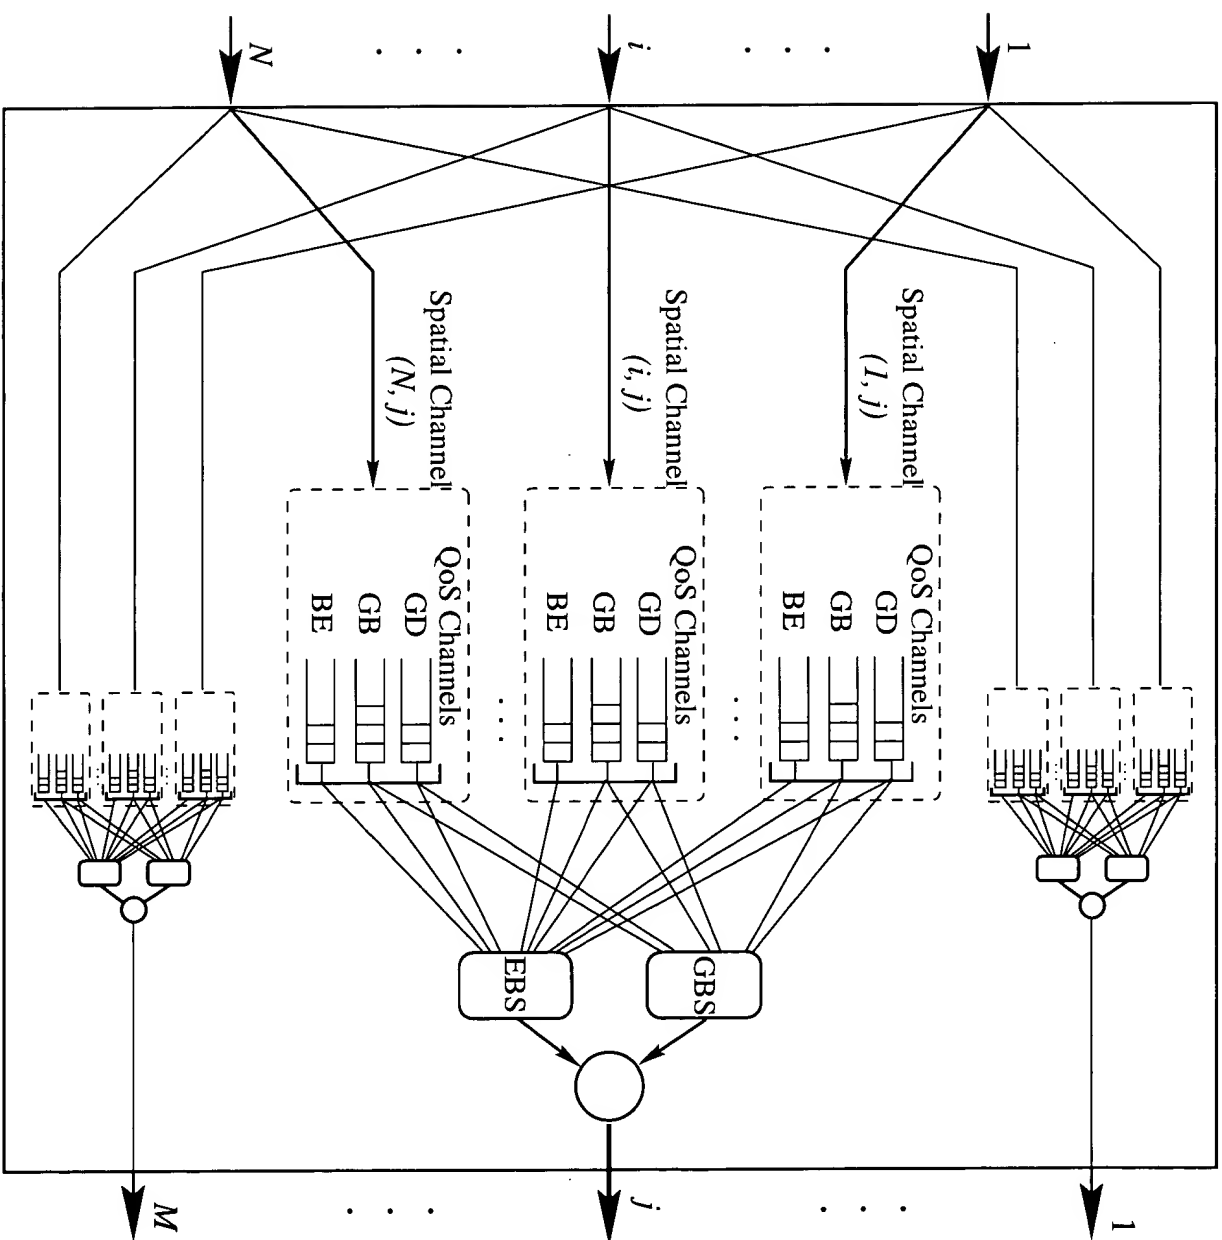 1
. . .
i
. . .
N
Spatial Channel
(1, j)
Spatial Channel
(i, j)
Spatial Channel
(N, j)
QoS Channels
GD
GB
BE
. . .
QoS Channels
GD
GB
BE
. . .
QoS Channels
GD
GB
BE
GBS
EBS
1
. . .
j
. . .
M